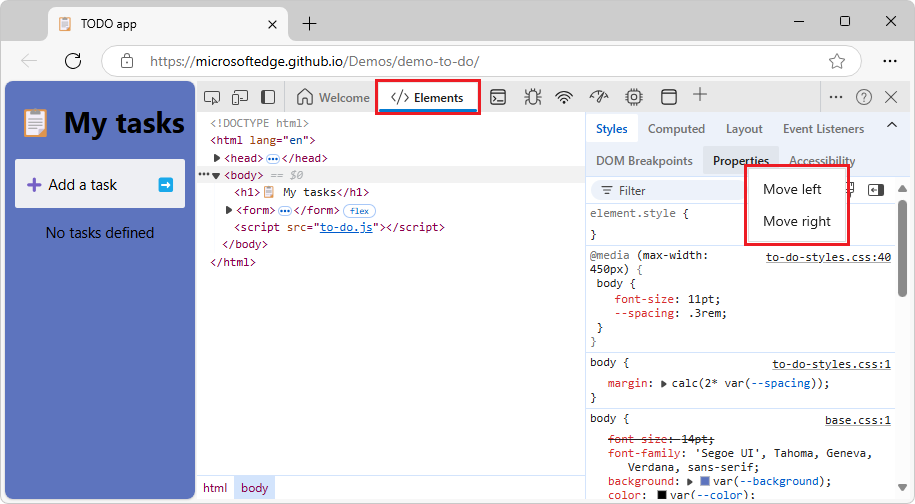 TODO app
https://microsoftedge.github.io/Demos/demo-to-do/
My tasks
Add a task
No tasks defined
Welcome
</> Elements
<!DOCTYPE html>
<html lang="en">
<head> ••• </head>
••• <body> == $0
<h1>📋 My tasks</h1>
<form> ••• </form> flex
<script src="to-do.js"></script>
</body>
</html>
html body
Styles Computed Layout Event Listeners
DOM Breakpoints Properties Accessibility
Filter
Move left
Move right
element.style {
}
@media (max-width: to-do-styles.css:40
450px) {
body {
font-size: 11pt;
--spacing: .3rem;
}
}
body { to-do-styles.css:1
margin: calc(2* var(--spacing));
}
body { base.css:1
font-size: 14pt;
font-family: 'Segoe UI', Tahoma, Geneva,
Verdana, sans-serif;
background: var(--background);
color: var(--color);